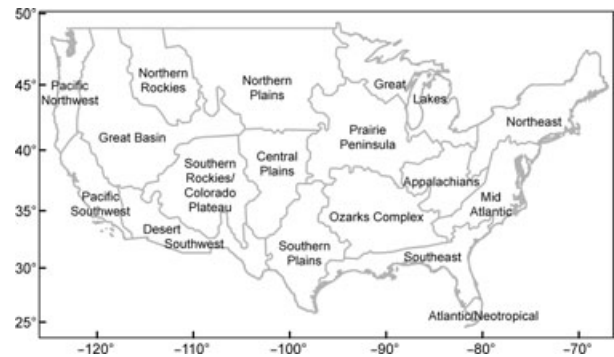 50°
45°
40°
35°
30°
25°
Pacific
Northwest
Northern
Rockies
Northern
Plains
Great
Lakes
Northeast
Great Basin
Prairie
Peninsula
Southern
Rockies/
Colorado
Plateau
Central
Plains
Appalachians
Mid
Atlantic
Pacific
Southwest
Desert
Southwest
Ozarks Complex
Southern
Plains
Southeast
Atlantic/Neotropical
−120° −110° −100° −90° −80° −70°